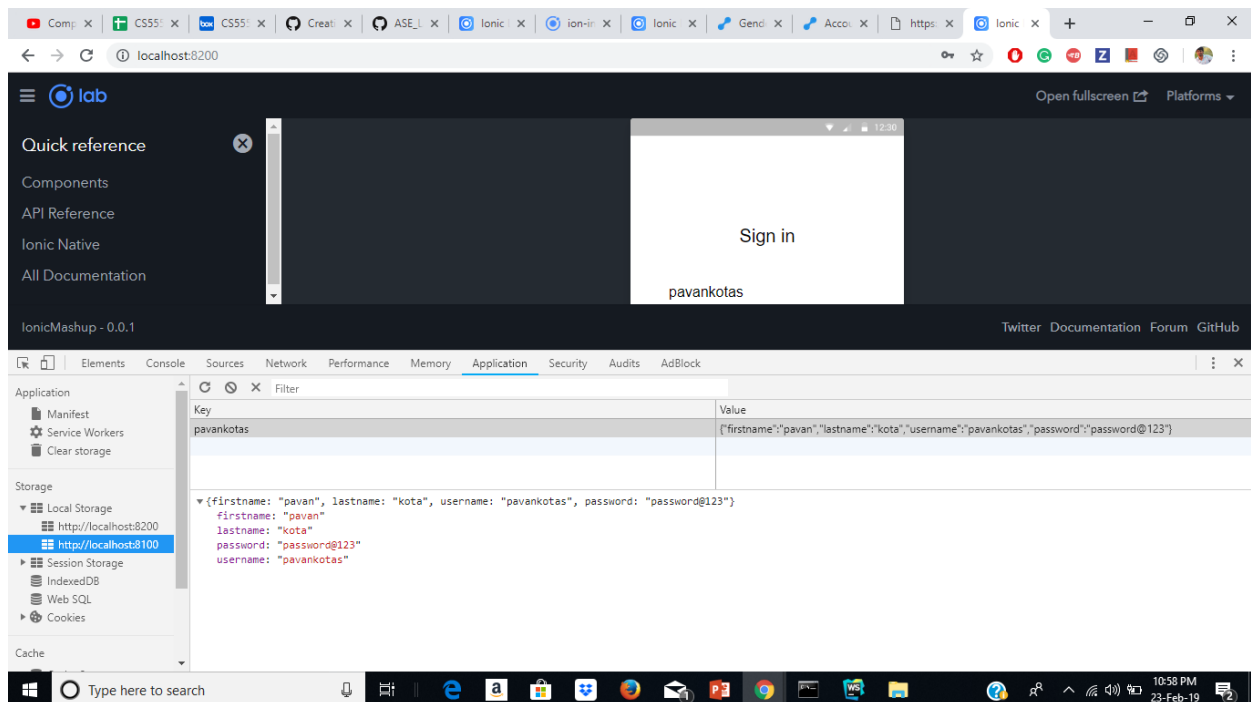 Comp
CS555
CS555
Creati
ASE_L
Ionic
ion-in
Ionic
Gend
Accou
https:
Ionic
localhost:8200
lab
Open fullscreen
Platforms
Quick reference
Components
API Reference
Ionic Native
All Documentation
12:30
Sign in
pavankotas
IonicMashup - 0.0.1
Twitter Documentation Forum GitHub
Elements Console Sources Network Performance Memory Application Security Audits AdBlock
Application
Manifest
Service Workers
Clear storage
Storage
Local Storage
http://localhost:8200
http://localhost:8100
Session Storage
IndexedDB
Web SQL
Cookies
Cache
Filter
Key Value
pavankotas {"firstname":"pavan","lastname":"kota","username":"pavankotas","password":"password@123"}
{firstname: "pavan", lastname: "kota", username: "pavankotas", password: "password@123"}
firstname: "pavan"
lastname: "kota"
password: "password@123"
username: "pavankotas"
Type here to search
10:58 PM
23-Feb-19